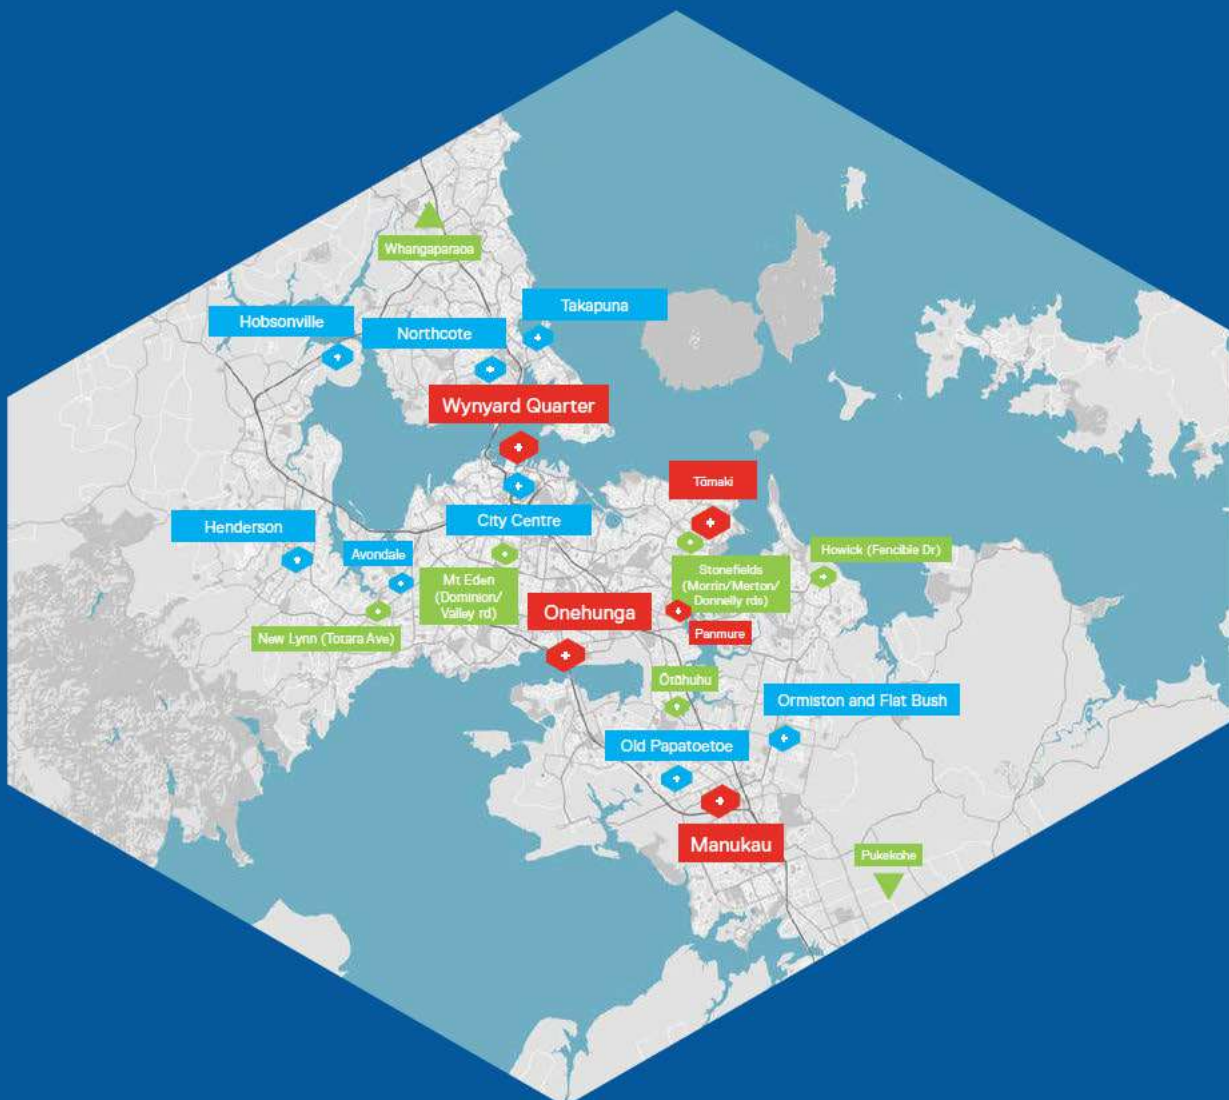 Whangaparaoa
Takapuna
Hobsonville
Northcote
Wynyard Quarter
Tāmaki
City Centre
Henderson
Avondale
Howick (Fencible Dr)
Mt Eden
(Dominion/
Valley rd)
Stonefields
(Morrin/Merton/
Donnelly rds)
Onehunga
Panmure
New Lynn (Totara Ave)
Ōtāhuhu
Ormiston and Flat Bush
Old Papatoetoe
Manukau
Pukekohe